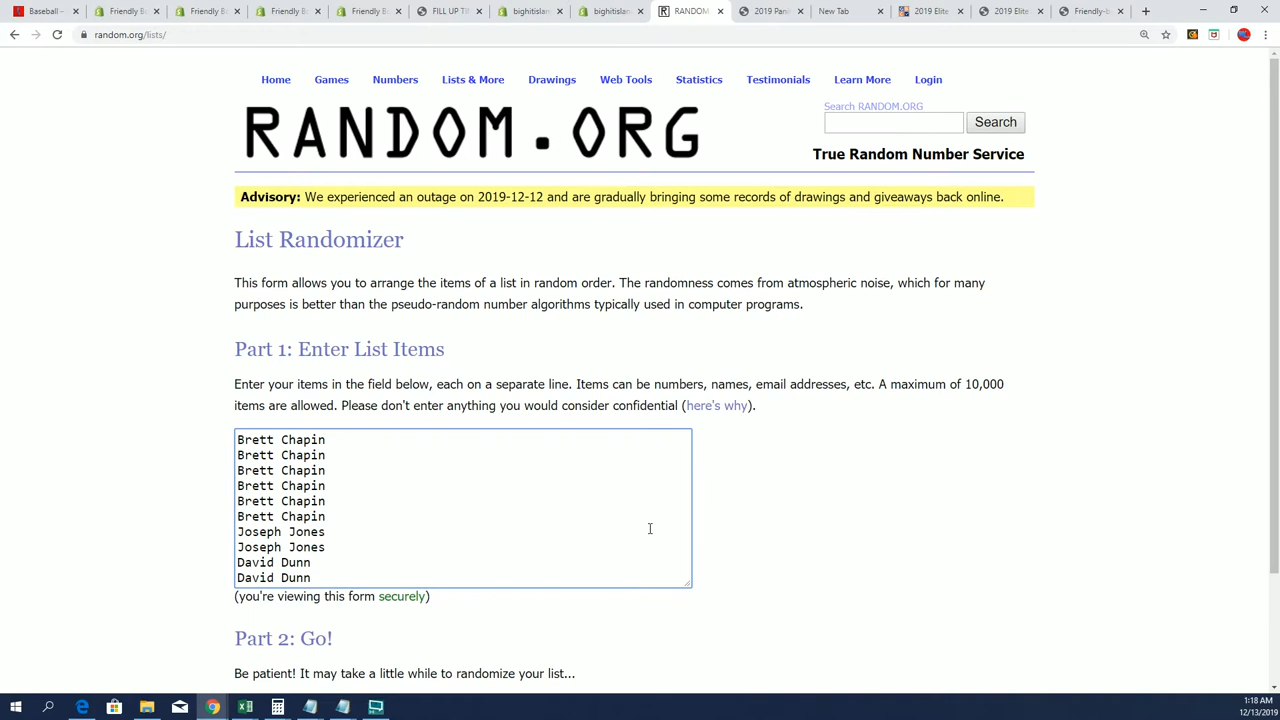 Baseball –
Friendly B
Friendly B
Friendly B
Friendly B
FILL UP TI
bighitislan
bighitislan
RANDOM
2019 Pani
New Tab
2019 Elite
2019 Elite
Friendly-b
random.org/lists/
Home Games Numbers Lists & More Drawings Web Tools Statistics Testimonials Learn More Login
RANDOM.ORG
Search RANDOM.ORG
Search
True Random Number Service
Advisory: We experienced an outage on 2019-12-12 and are gradually bringing some records of drawings and giveaways back online.
List Randomizer
This form allows you to arrange the items of a list in random order. The randomness comes from atmospheric noise, which for many
purposes is better than the pseudo-random number algorithms typically used in computer programs.
Part 1: Enter List Items
Enter your items in the field below, each on a separate line. Items can be numbers, names, email addresses, etc. A maximum of 10,000
items are allowed. Please don't enter anything you would consider confidential (here's why).
Brett Chapin
Brett Chapin
Brett Chapin
Brett Chapin
Brett Chapin
Brett Chapin
Joseph Jones
Joseph Jones
David Dunn
David Dunn
(you're viewing this form securely)
Part 2: Go!
Be patient! It may take a little while to randomize your list...
1:18 AM
12/13/2019